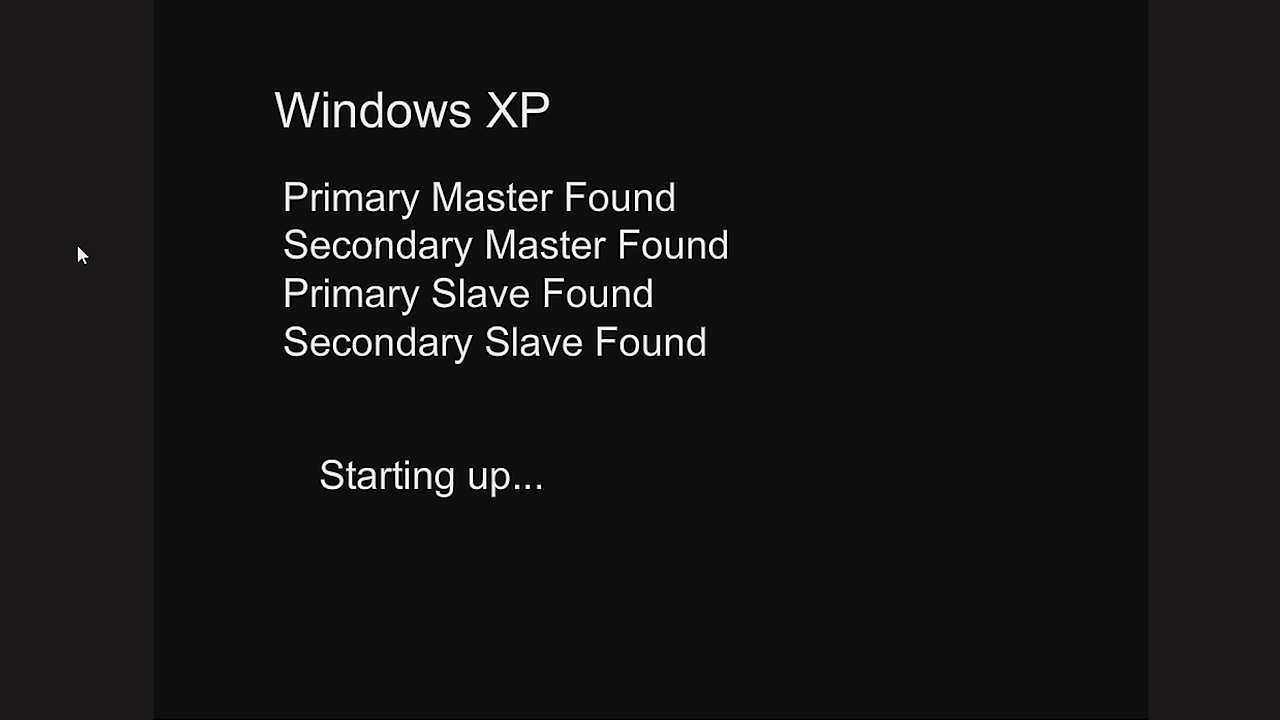 Windows XP
Primary Master Found
Secondary Master Found
Primary Slave Found
Secondary Slave Found
Starting up...